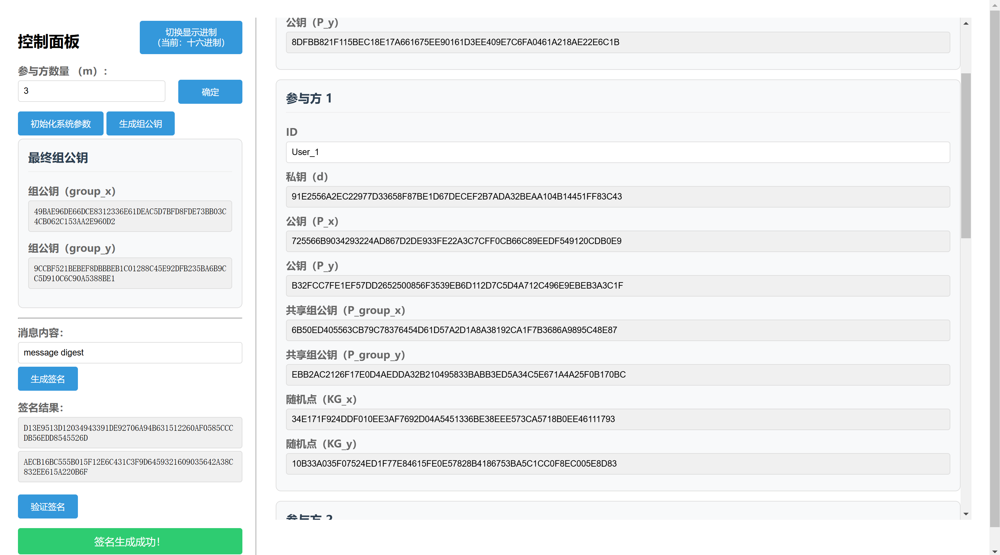 控制面板
切换显示进制
（当前：十六进制）
参与方数量 （m）：
3
确定
初始化系统参数
生成组公钥
最终组公钥
组公钥（group_x）
49BAE96DE66DCE8312336E61DEAC5D7BFD8FDE73BB03C
4CB062C153AA2E960D2
组公钥（group_y）
9CCBF521BEBEF8DBBBEB1C01288C45E92DFB235BA6B9C
C5D910C6C90A5388BE1
消息内容：
message digest
生成签名
签名结果：
D13E9513D12034943391DE92706A94B631512260AF0585CCC
DB56EDD8545526D
AECB16BC555B015F12E6C431C3F9D6459321609035642A38C
832EE615A220B6F
验证签名
签名生成成功！
公钥（P_y）
8DFBB821F115BEC18E17A661675EE90161D3EE409E7C6FA0461A218AE22E6C1B
参与方 1
ID
User_1
私钥（d）
91E2556A2EC22977D33658F87BE1D67DECEF2B7ADA32BEAA104B14451FF83C43
公钥（P_x）
725566B9034293224AD867D2DE933FE22A3C7CFF0CB66C89EEDF549120CDB0E9
公钥（P_y）
B32FCC7FE1EF57DD2652500856F3539EB6D112D7C5D4A712C496E9EBEB3A3C1F
共享组公钥（P_group_x）
6B50ED405563CB79C78376454D61D57A2D1A8A38192CA1F7B3686A9895C48E87
共享组公钥（P_group_y）
EBB2AC2126F17E0D4AEDDA32B210495833BABB3ED5A34C5E671A4A25F0B170BC
随机点（KG_x）
34E171F924DDF010EE3AF7692D04A5451336BE38EEE573CA5718B0EE46111793
随机点（KG_y）
10B33A035F07524ED1F77E84615FE0E57828B4186753BA5C1CC0F8EC005E8D83
参与方 2